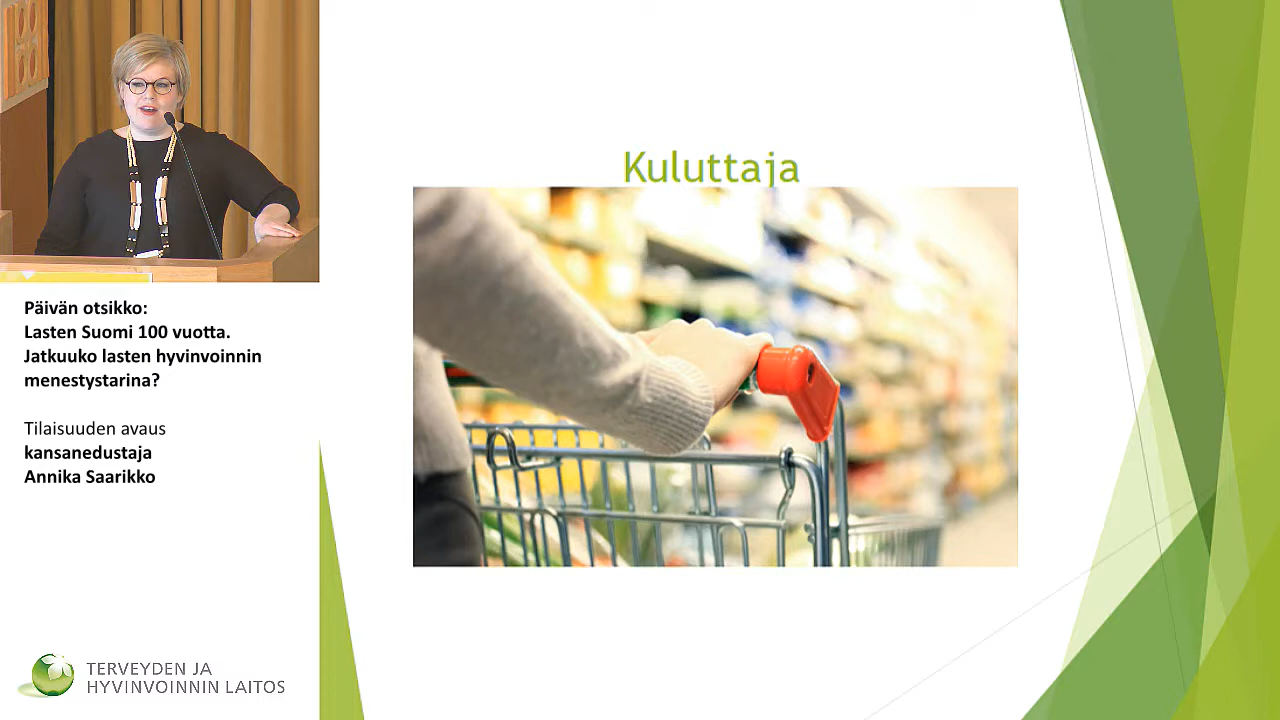 Kuluttaja
Päivän otsikko:
Lasten Suomi 100 vuotta.
Jatkuuko lasten hyvinvoinnin
menestystarina?
Tilaisuuden avaus
kansanedustaja
Annika Saarikko
TERVEYDEN JA
HYVINVOINNIN LAITOS